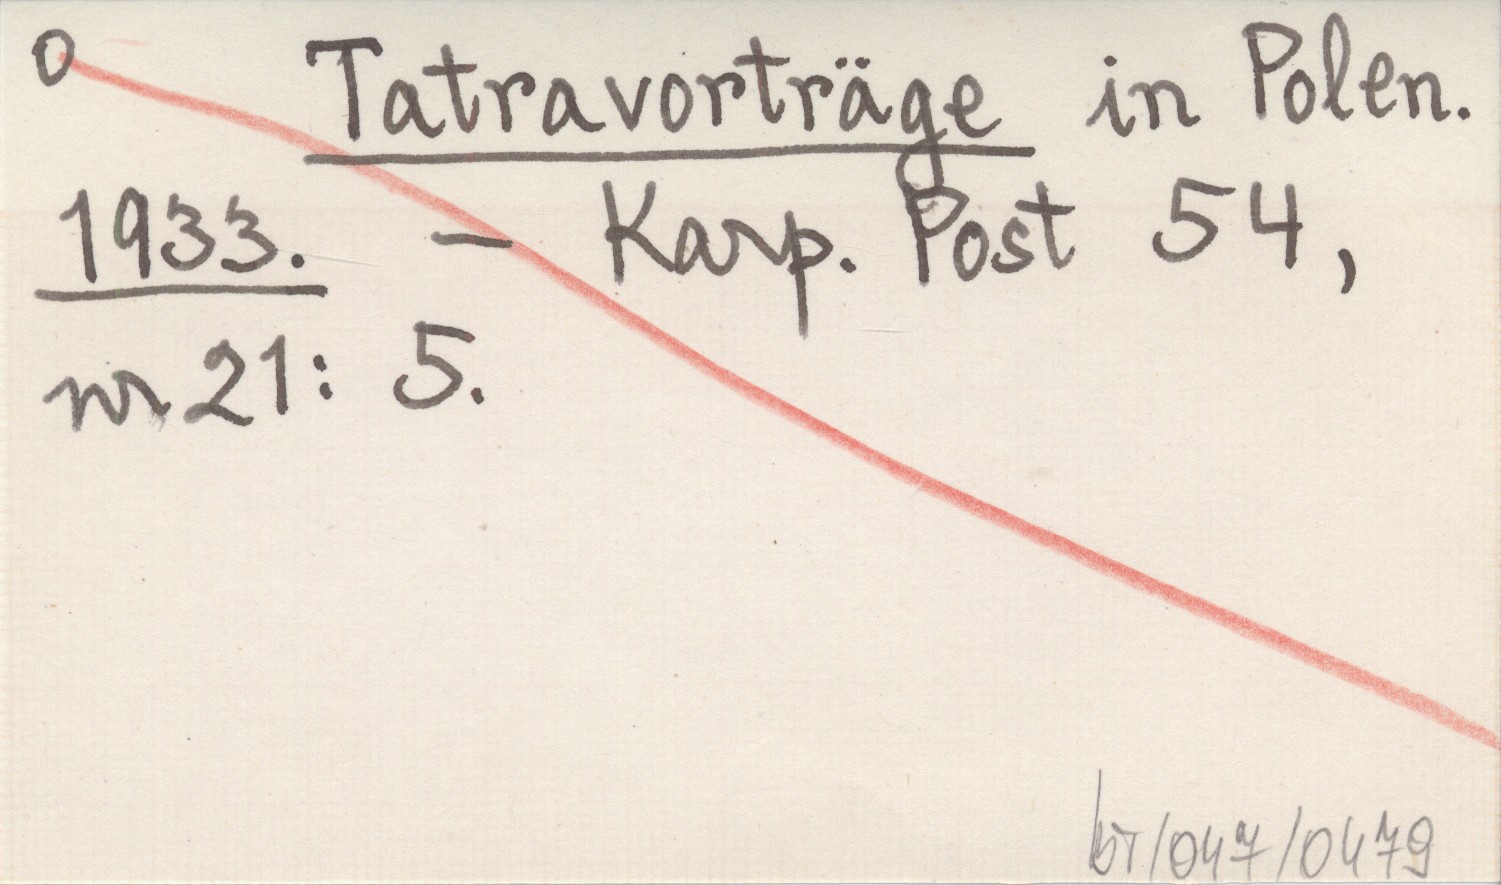 O Tatravorträge in Polen.
1933. — Karp. Post 54,
nr 21: 5.
bT/047/0479